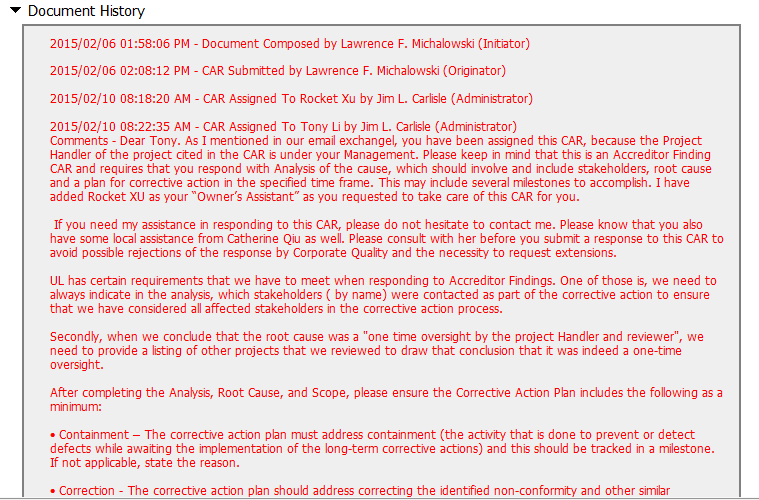 Document History
2015/02/06 01:58:06 PM - Document Composed by Lawrence F. Michalowski (Initiator)
2015/02/06 02:08:12 PM - CAR Submitted by Lawrence F. Michalowski (Originator)
2015/02/10 08:18:20 AM - CAR Assigned To Rocket Xu by Jim L. Carlisle (Administrator)
2015/02/10 08:22:35 AM - CAR Assigned To Tony Li by Jim L. Carlisle (Administrator)
Comments - Dear Tony. As I mentioned in our email exchangel, you have been assigned this CAR, because the Project
Handler of the project cited in the CAR is under your Management. Please keep in mind that this is an Accreditor Finding
CAR and requires that you respond with Analysis of the cause, which should involve and include stakeholders, root cause
and a plan for corrective action in the specified time frame. This may include several milestones to accomplish. I have
added Rocket XU as your “Owner’s Assistant” as you requested to take care of this CAR for you.
If you need my assistance in responding to this CAR, please do not hesitate to contact me. Please know that you also
have some local assistance from Catherine Qiu as well. Please consult with her before you submit a response to this CAR to
avoid possible rejections of the response by Corporate Quality and the necessity to request extensions.
UL has certain requirements that we have to meet when responding to Accreditor Findings. One of those is, we need to
always indicate in the analysis, which stakeholders ( by name) were contacted as part of the corrective action to ensure
that we have considered all affected stakeholders in the corrective action process.
Secondly, when we conclude that the root cause was a "one time oversight by the project Handler and reviewer", we
need to provide a listing of other projects that we reviewed to draw that conclusion that it was indeed a one-time
oversight.
After completing the Analysis, Root Cause, and Scope, please ensure the Corrective Action Plan includes the following as a
minimum:
• Containment – The corrective action plan must address containment (the activity that is done to prevent or detect
defects while awaiting the implementation of the long-term corrective actions) and this should be tracked in a milestone.
If not applicable, state the reason.
• Correction - The corrective action plan should address correcting the identified non-conformity and other similar